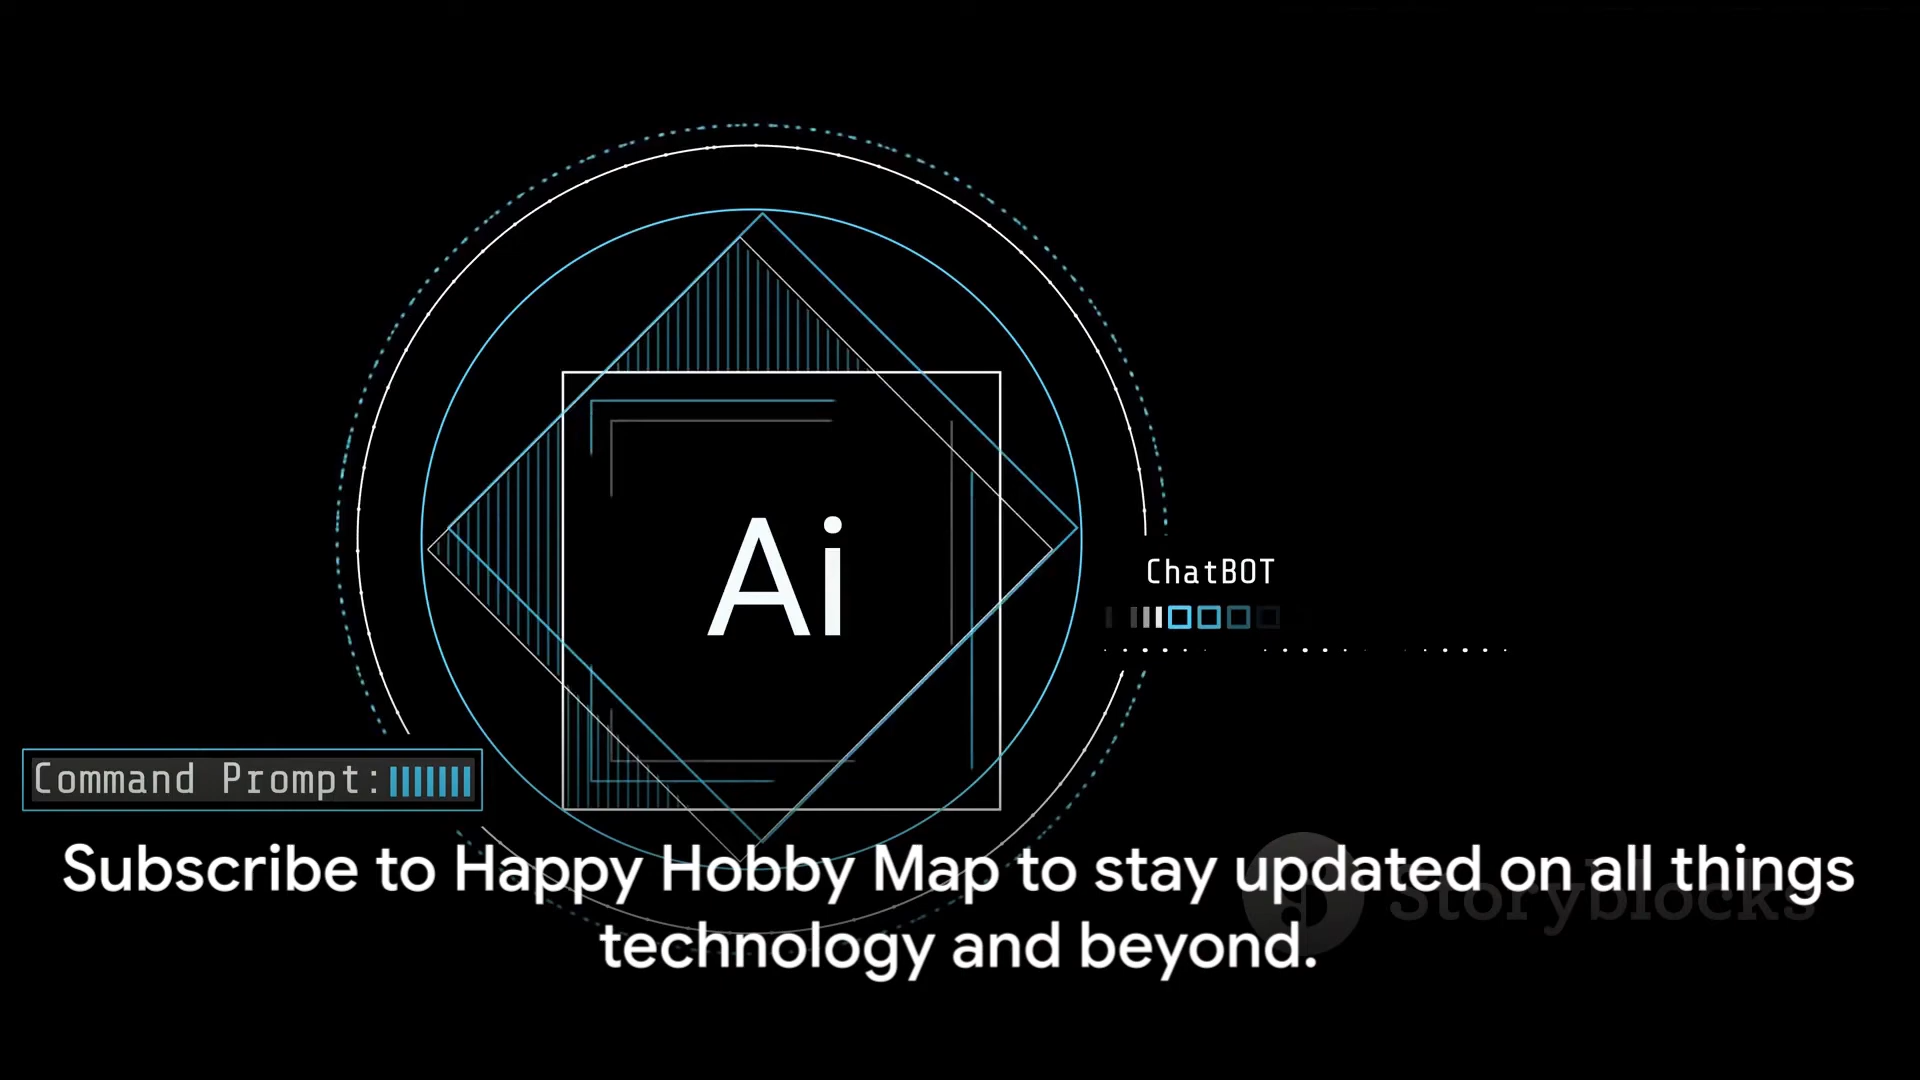 Ai
ChatBOT
Command Prompt:
Subscribe to Happy Hobby Map to stay updated on all things
technology and beyond.
Storyblocks